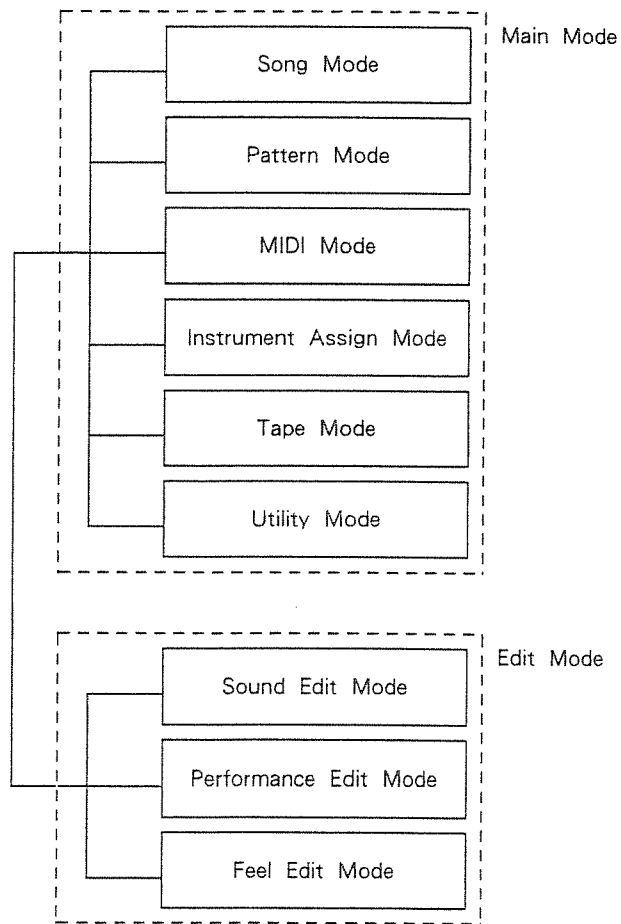 Main Mode
Song Mode
Pattern Mode
MIDI Mode
Instrument Assign Mode
Tape Mode
Utility Mode
Edit Mode
Sound Edit Mode
Performance Edit Mode
Feel Edit Mode